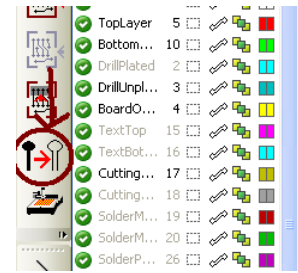 TopLayer 5
Bottom... 10
DrillPlated 2
DrillUnpl... 3
BoardO... 4
TextTop 15
TextBot... 16
Cutting... 17
Cutting... 18
SolderM... 19
SolderM... 20
SolderP... 26